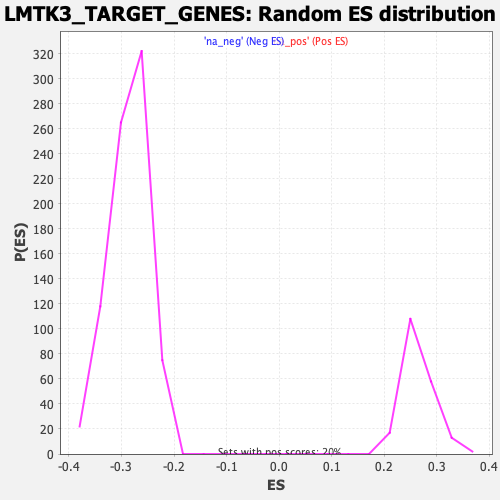 LMTK3_TARGET_GENES: Random ES distribution
'na_neg' (Neg ES)_pos' (Pos ES)
P(ES)
320
300
280
260
240
220
200
180
160
140
120
100
80
60
40
20
0
Sets with pos scores: 20%
-0.4 -0.3 -0.2 -0.1 0.0 0.1 0.2 0.3 0.4
ES